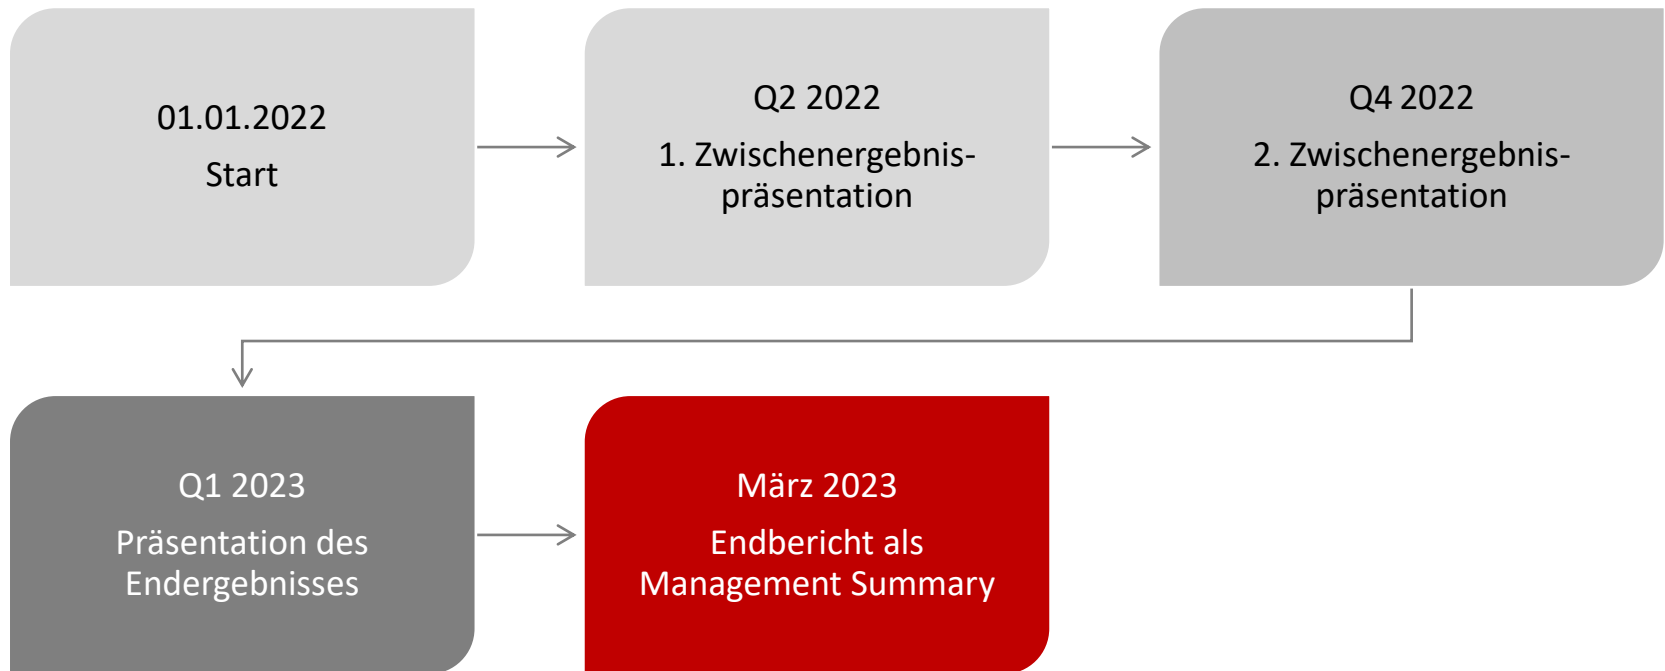 01.01.2022
Start
Q2 2022
1. Zwischenergebnis-
präsentation
Q4 2022
2. Zwischenergebnis-
präsentation
Q1 2023
Präsentation des
Endergebnisses
März 2023
Endbericht als
Management Summary